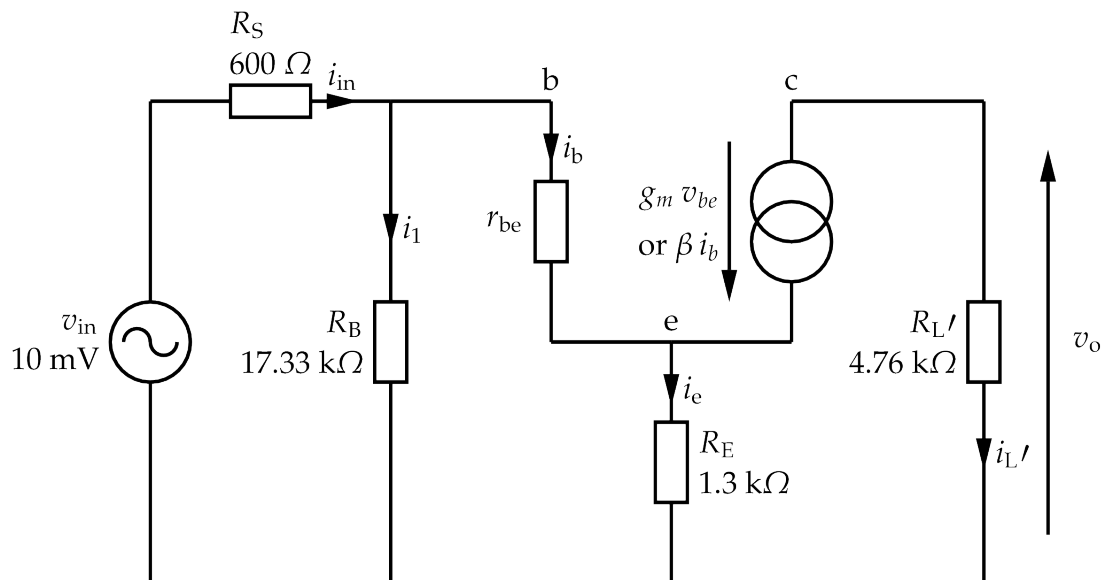 R_S
600 Ω
i_in
b
c
i_b
g_m v_be
or β i_b
r_be
i_1
v_in
10 mV
R_B
17.33 kΩ
e
R_L′
4.76 kΩ
v_o
i_e
R_E
1.3 kΩ
i_L′